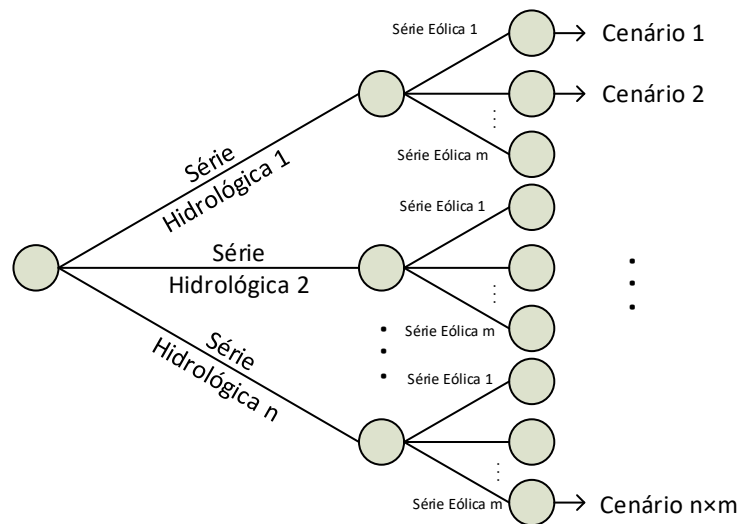 Série Eólica 1
Cenário 1
Cenário 2
Série Eólica m
Série
Hidrológica 1
Série Eólica 1
Série
Hidrológica 2
Série Eólica m
Série
Hidrológica n
Série Eólica 1
Série Eólica m
Cenário n×m